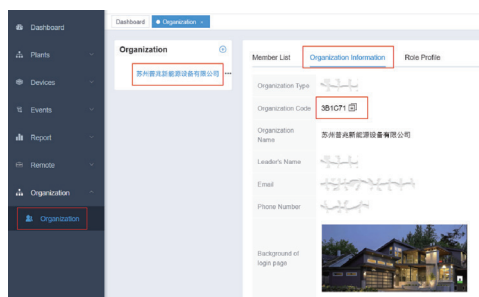 Dashboard
Plants
Devices
Events
Report
Remote
Organization
Organization
Dashboard
Organization
Organization
苏州普兆新能源设备有限公司
Member List
Organization Information
Role Profile
Organization Type
Organization Code
3B1C71
Organization
Name
苏州普兆新能源设备有限公司
Leader's Name
Email
Phone Number
Background of
login page